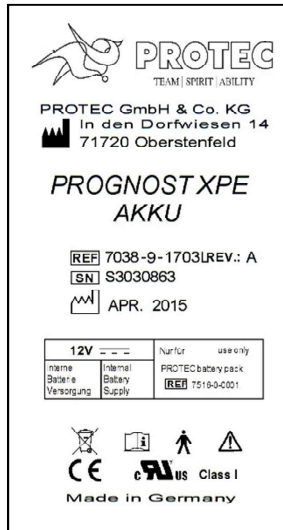 PROTEC
TEAM | SPIRIT | ABILITY
PROTEC GmbH & Co. KG
In den Dorfwiesen 14
71720 Oberstenfeld
PROGNOST XPE
AKKU
REF 7038-9-1703L REV.: A
SN S3030863
APR. 2015
12V
Interne Batterie Versorgung
Internal Battery Supply
Nur für use only
PROTEC battery pack
REF 7516-0-0001
CE c RU US Class I
Made in Germany